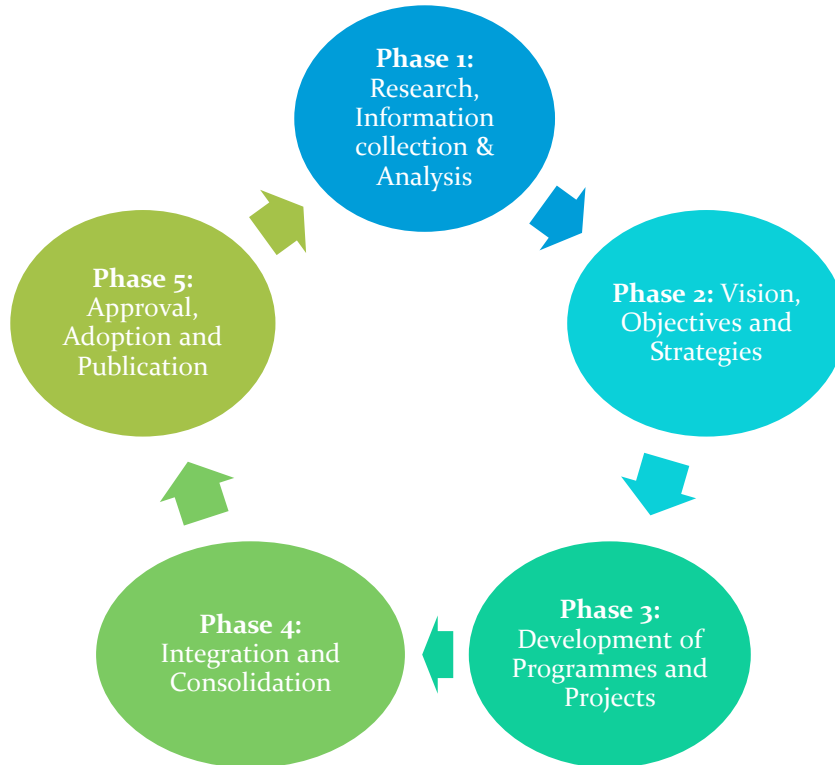 Phase 1:
Research,
Information
collection &
Analysis
Phase 2: Vision,
Objectives and
Strategies
Phase 3:
Development of
Programmes and
Projects
Phase 4:
Integration and
Consolidation
Phase 5:
Approval,
Adoption and
Publication